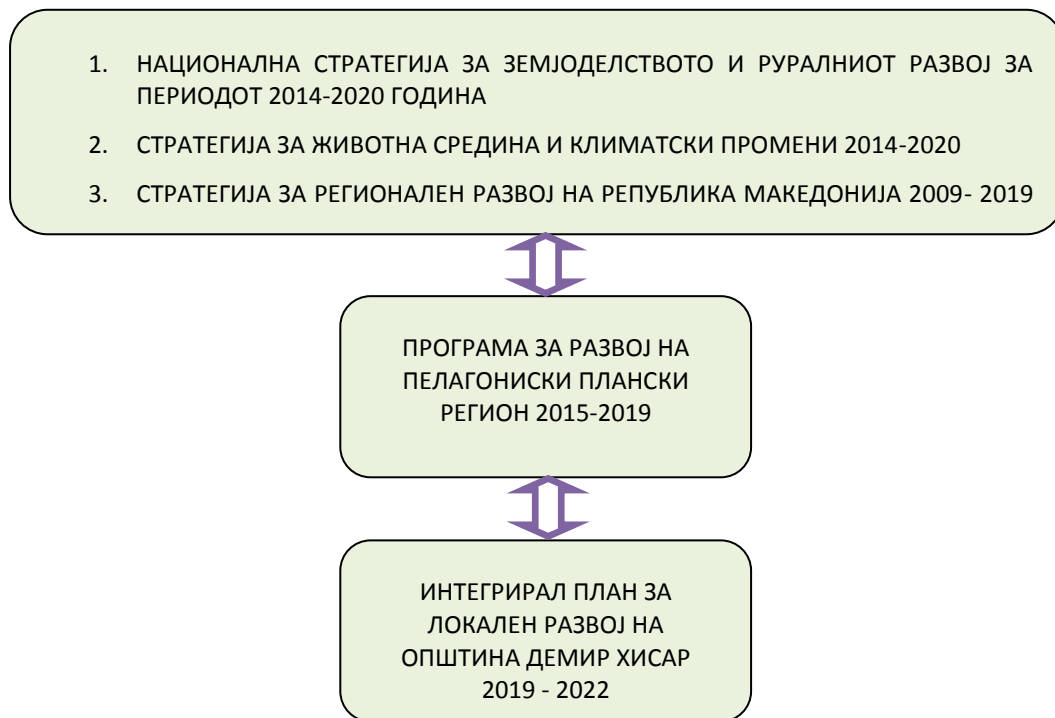 1. НАЦИОНАЛНА СТРАТЕГИЈА ЗА ЗЕМЈОДЕЛСТВОТО И РУРАЛНИОТ РАЗВОЈ ЗА
ПЕРИОДОТ 2014-2020 ГОДИНА
2. СТРАТЕГИЈА ЗА ЖИВОТНА СРЕДИНА И КЛИМАТСКИ ПРОМЕНИ 2014-2020
3. СТРАТЕГИЈА ЗА РЕГИОНАЛЕН РАЗВОЈ НА РЕПУБЛИКА МАКЕДОНИЈА 2009- 2019
ПРОГРАМА ЗА РАЗВОЈ НА
ПЕЛАГОНИСКИ ПЛАНСКИ
РЕГИОН 2015-2019
ИНТЕГРИРАЛ ПЛАН ЗА
ЛОКАЛЕН РАЗВОЈ НА
ОПШТИНА ДЕМИР ХИСАР
2019 - 2022